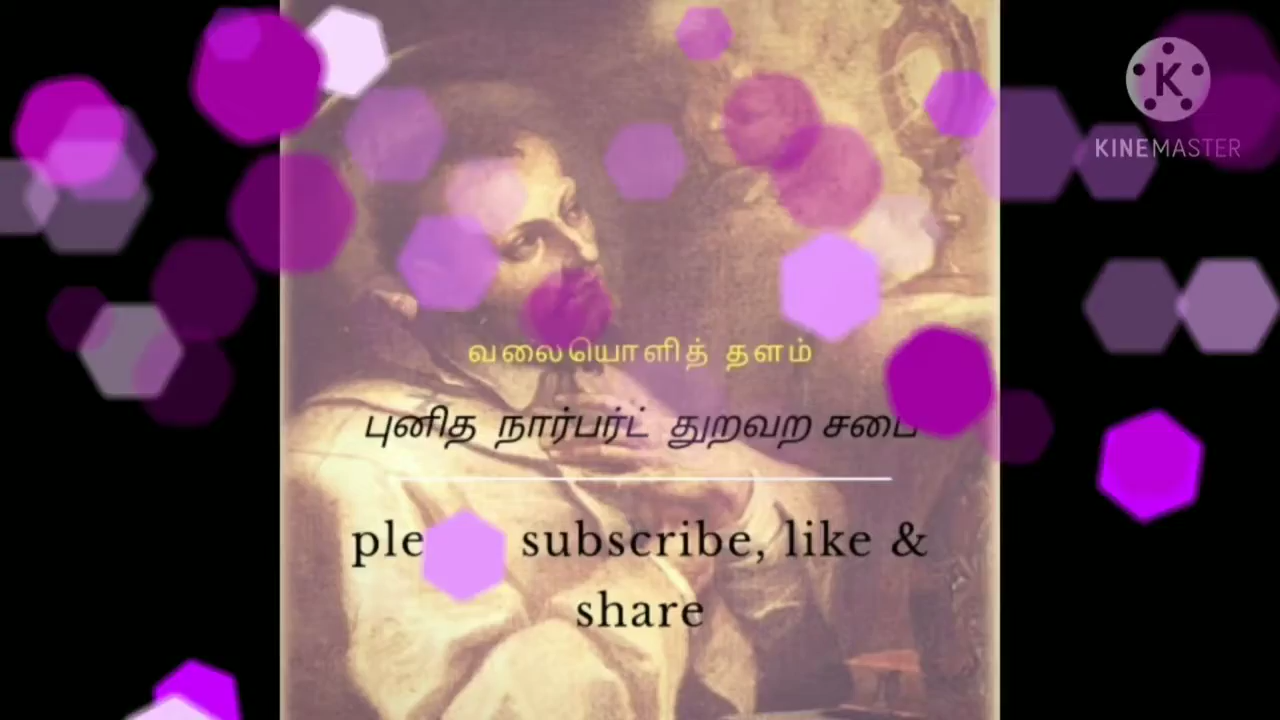 KINEMASTER
வலையொளித் தளம்
புனித நார்பர்ட் துறவற சபை
subscribe, like &
share